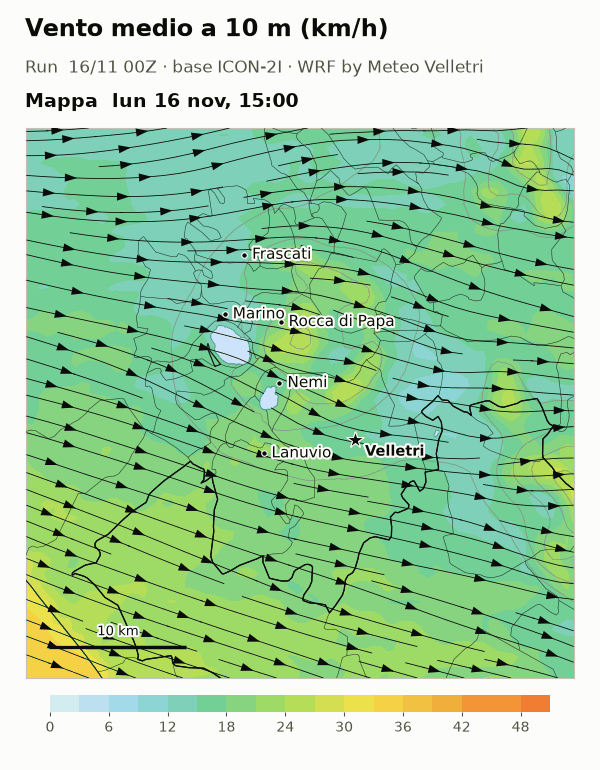 Vento medio a 10 m (km/h)
Run  16/11 00Z · base ICON-2I · WRF by Meteo Velletri
Mappa  lun 16 nov, 15:00
Frascati
Marino
Rocca di Papa
Nemi
Velletri
Lanuvio
10 km
0 6 12 18 24 30 36 42 48